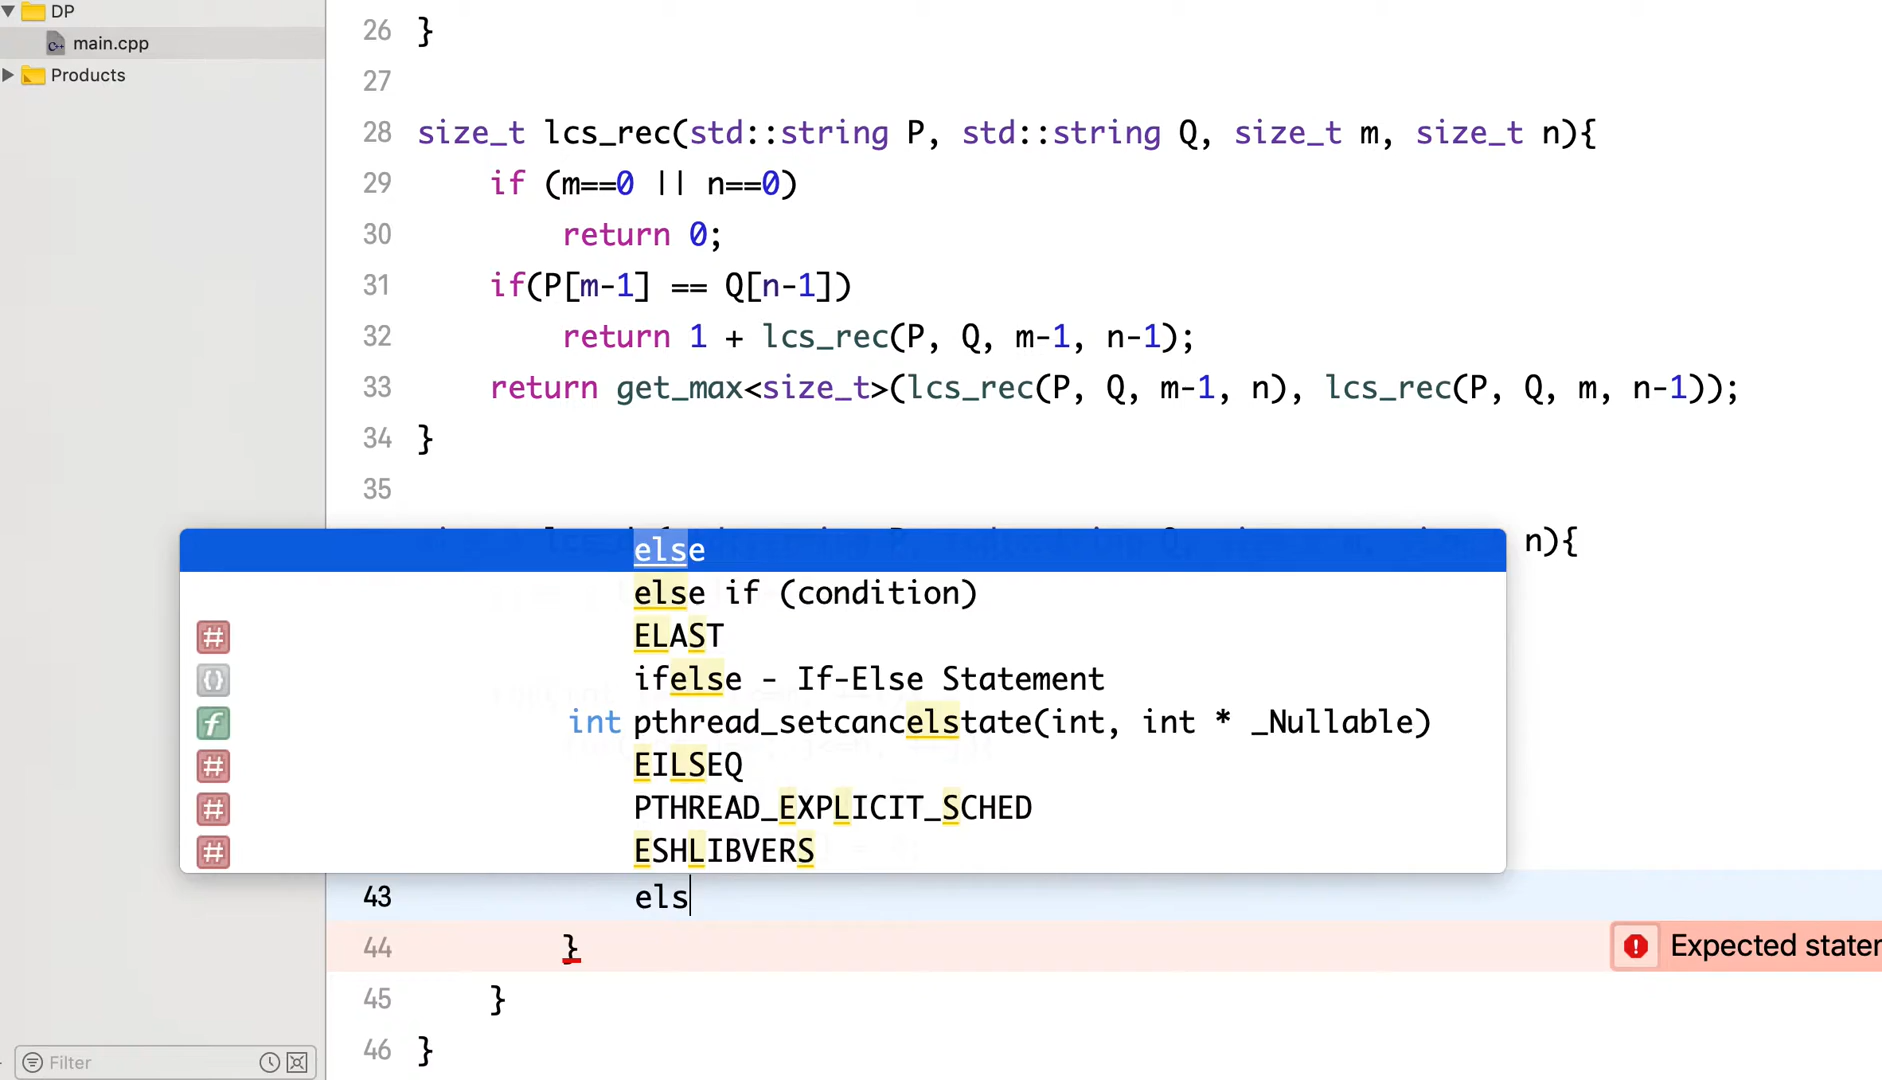 DP
main.cpp
Products
26 }
27
28 size_t lcs_rec(std::string P, std::string Q, size_t m, size_t n){
29 if (m==0 || n==0)
30 return 0;
31 if(P[m-1] == Q[n-1])
32 return 1 + lcs_rec(P, Q, m-1, n-1);
33 return get_max<size_t>(lcs_rec(P, Q, m-1, n), lcs_rec(P, Q, m, n-1));
34 }
35
n){
else
else if (condition)
# ELAST
{} ifelse - If-Else Statement
f int pthread_setcancelstate(int, int * _Nullable)
# EILSEQ
# PTHREAD_EXPLICIT_SCHED
# ESHLIBVERS
43 els
44 } Expected stater
45 }
46 }
Filter